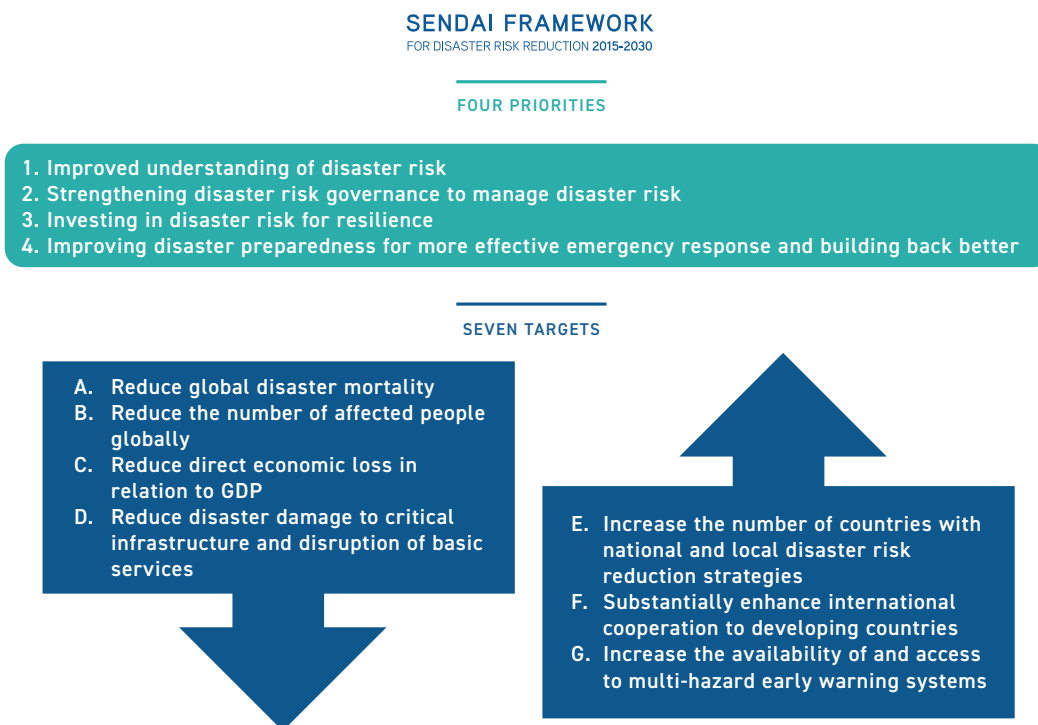 SENDAI FRAMEWORK
FOR DISASTER RISK REDUCTION 2015-2030
FOUR PRIORITIES
1. Improved understanding of disaster risk
2. Strengthening disaster risk governance to manage disaster risk
3. Investing in disaster risk for resilience
4. Improving disaster preparedness for more effective emergency response and building back better
SEVEN TARGETS
A. Reduce global disaster mortality
B. Reduce the number of affected people
globally
C. Reduce direct economic loss in
relation to GDP
D. Reduce disaster damage to critical
infrastructure and disruption of basic
services
E. Increase the number of countries with
national and local disaster risk
reduction strategies
F. Substantially enhance international
cooperation to developing countries
G. Increase the availability of and access
to multi-hazard early warning systems